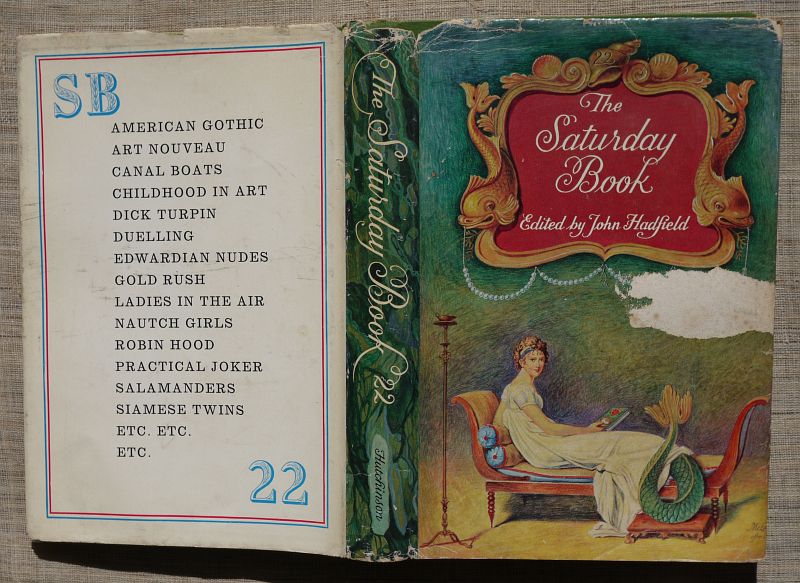 SB
AMERICAN GOTHIC
ART NOUVEAU
CANAL BOATS
CHILDHOOD IN ART
DICK TURPIN
DUELLING
EDWARDIAN NUDES
GOLD RUSH
LADIES IN THE AIR
NAUTCH GIRLS
ROBIN HOOD
PRACTICAL JOKER
SALAMANDERS
SIAMESE TWINS
ETC. ETC.
ETC.
22
The Saturday Book 22
Hutchinson
22
The
Saturday
Book
Edited by John Hadfield